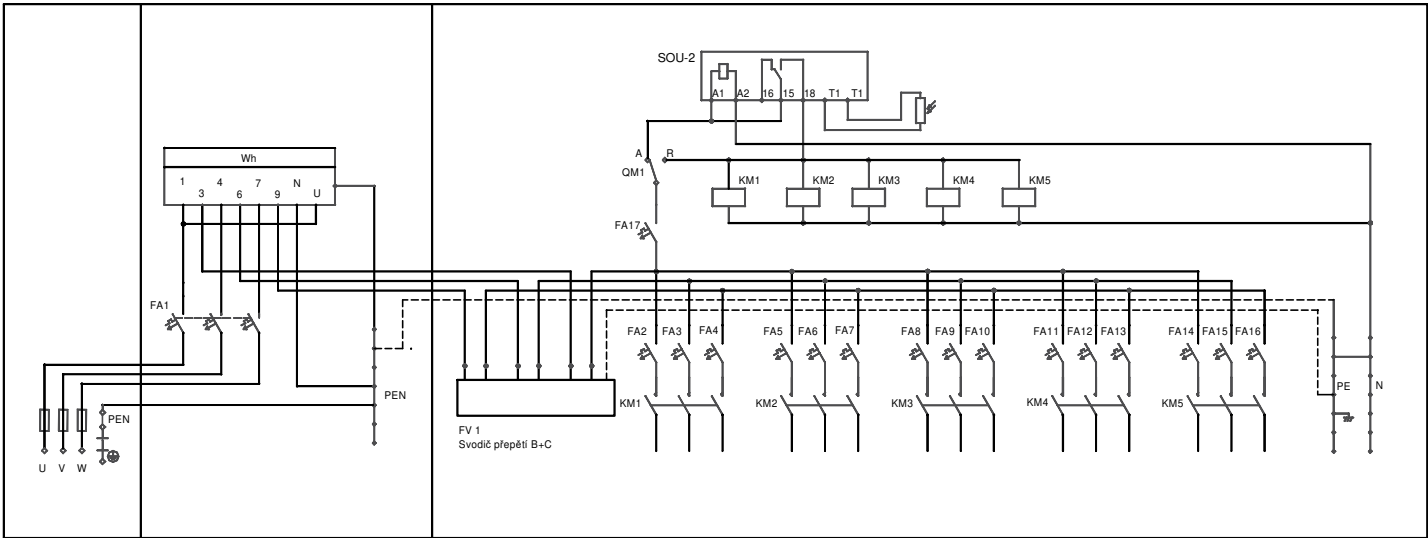 SOU-2
A1 A2 16 15 18 T1 T1
A R
QM1
KM1 KM2 KM3 KM4 KM5
FA17
Wh
1 4 7 N
3 6 9 U
FA1
FA2 FA3 FA4 FA5 FA6 FA7 FA8 FA9 FA10 FA11 FA12 FA13 FA14 FA15 FA16
PEN
PE N
KM1 KM2 KM3 KM4 KM5
PEN
FV 1
Svodič přepětí B+C
U V W